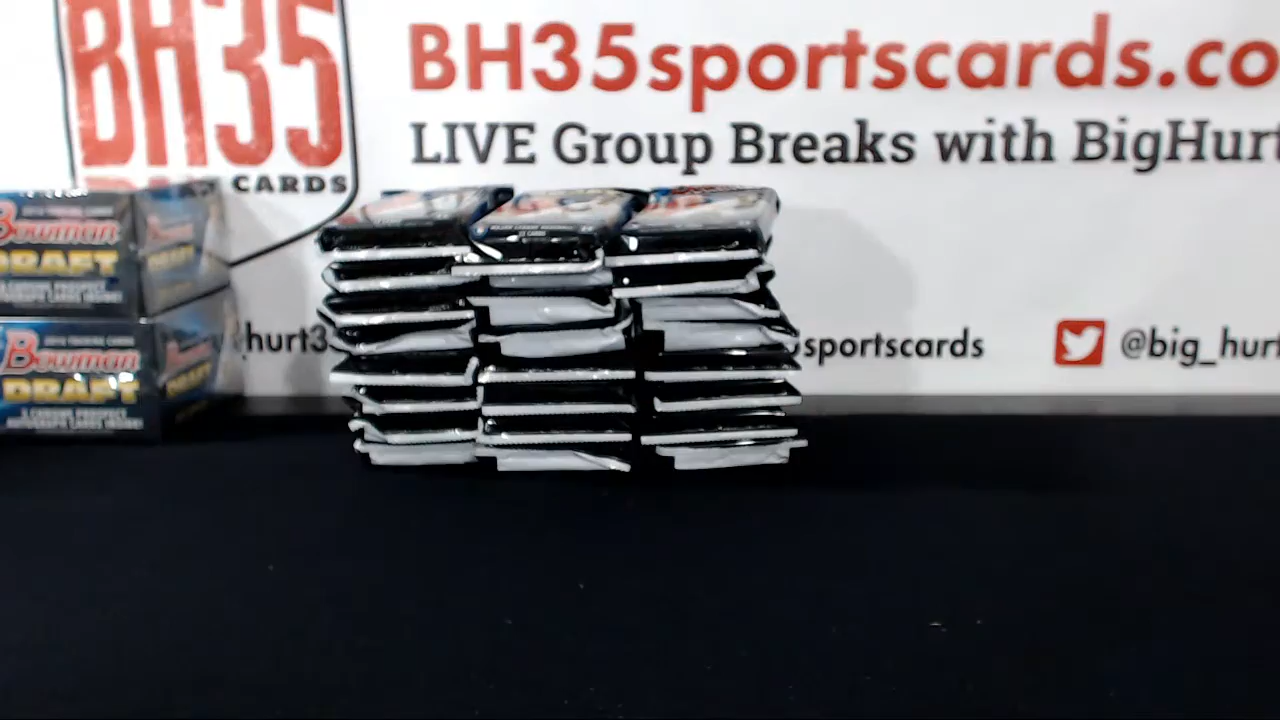 BH35
CARDS
BH35sportscards.co
LIVE Group Breaks with BigHurt
Bowman
DRAFT
Bowman
DRAFT
hurt3
sportscards
@big_hurt